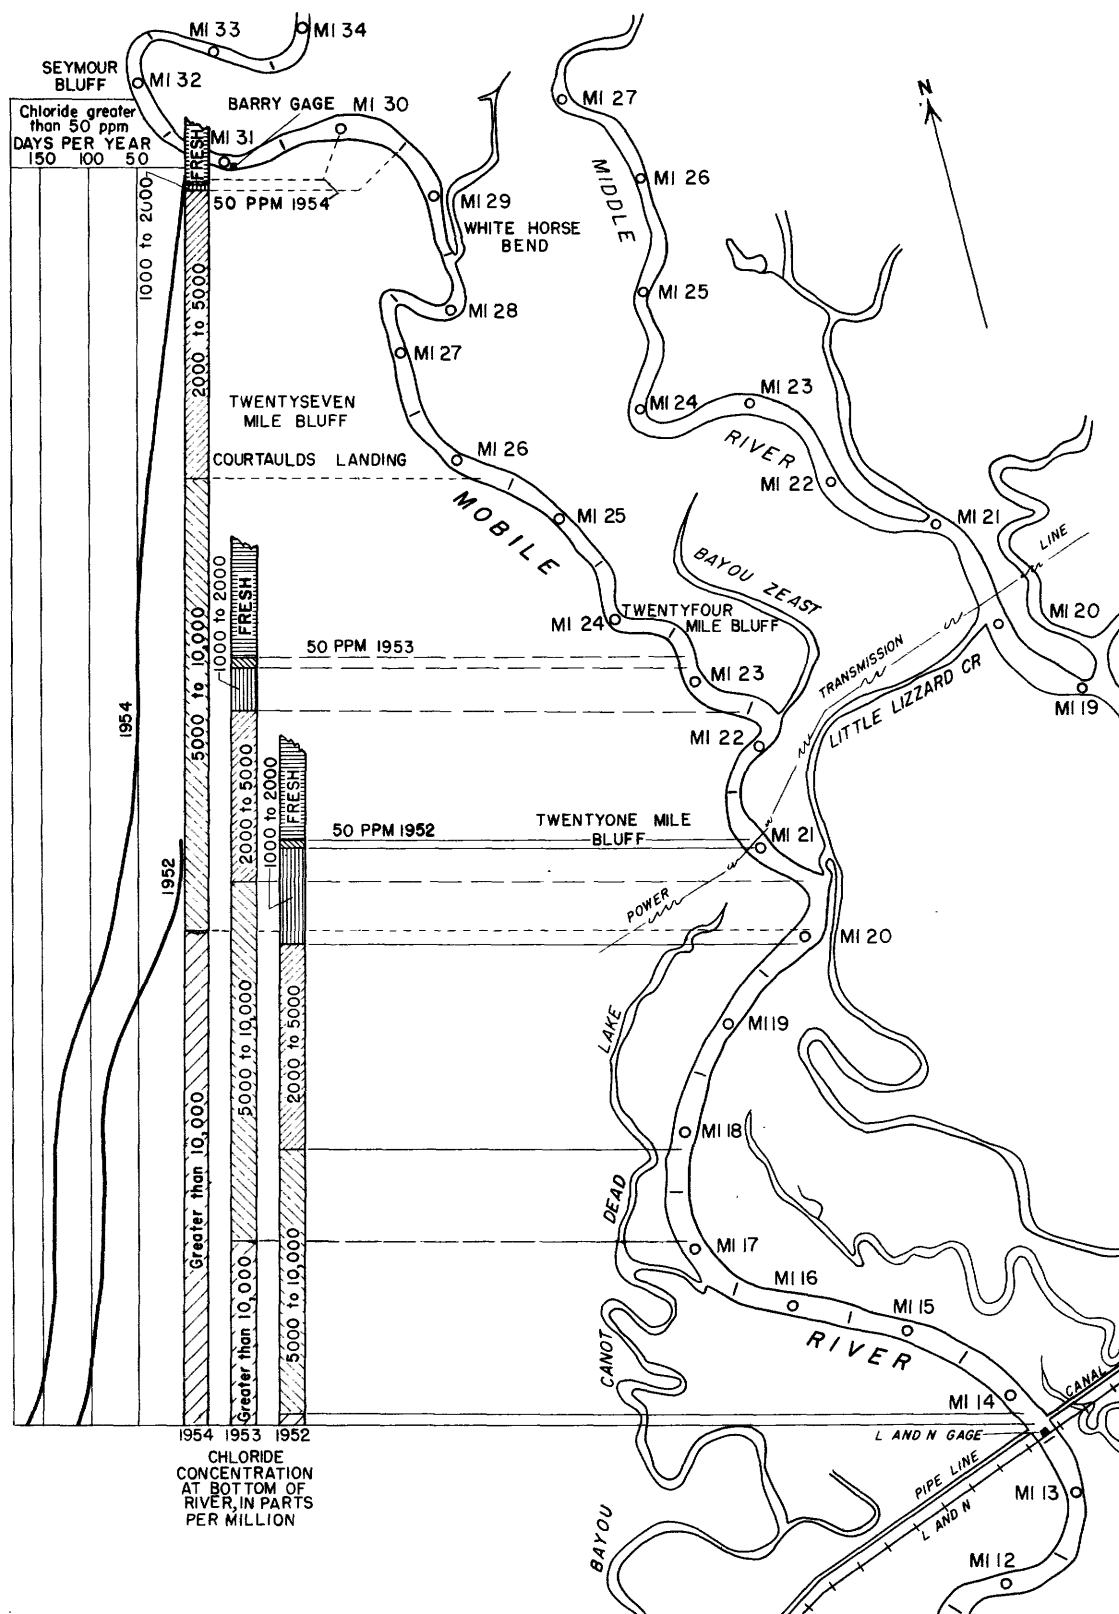 MI 33
MI 34
SEYMOUR
BLUFF
MI 32
BARRY GAGE
MI 30
MI 27
N
Chloride greater
than 50 ppm
DAYS PER YEAR
150 100 50
FRESH
MI 31
1000 to 2000
50 PPM 1954
MI 29
WHITE HORSE
BEND
MIDDLE
MI 26
2000 to 5000
MI 28
MI 25
MI 27
MI 23
MI 24
TWENTYSEVEN
MILE BLUFF
RIVER
COURTAULDS LANDING
MI 26
MI 22
MOBILE
MI 25
MI 21
LINE
BAYOU ZEAST
1000 to 2000
FRESH
5000 to 10,000
MI 24
TWENTYFOUR
MILE BLUFF
MI 20
50 PPM 1953
TRANSMISSION
MI 23
LITTLE LIZZARD CR
MI 19
1954
MI 22
2000 to 5000
1000 to 2000
FRESH
50 PPM 1952
TWENTYONE MILE
BLUFF
MI 21
1952
POWER
MI 20
LAKE
MI 19
5000 to 10,000
2000 to 5000
MI 18
Greater than 10,000
DEAD
MI 17
MI 16
MI 15
Greater than 10,000
5000 to 10,000
RIVER
CANOT
MI 14
CANAL
L AND N GAGE
1954 1953 1952
CHLORIDE
CONCENTRATION
AT BOTTOM OF
RIVER, IN PARTS
PER MILLION
PIPE LINE
L AND N
MI 13
BAYOU
MI 12